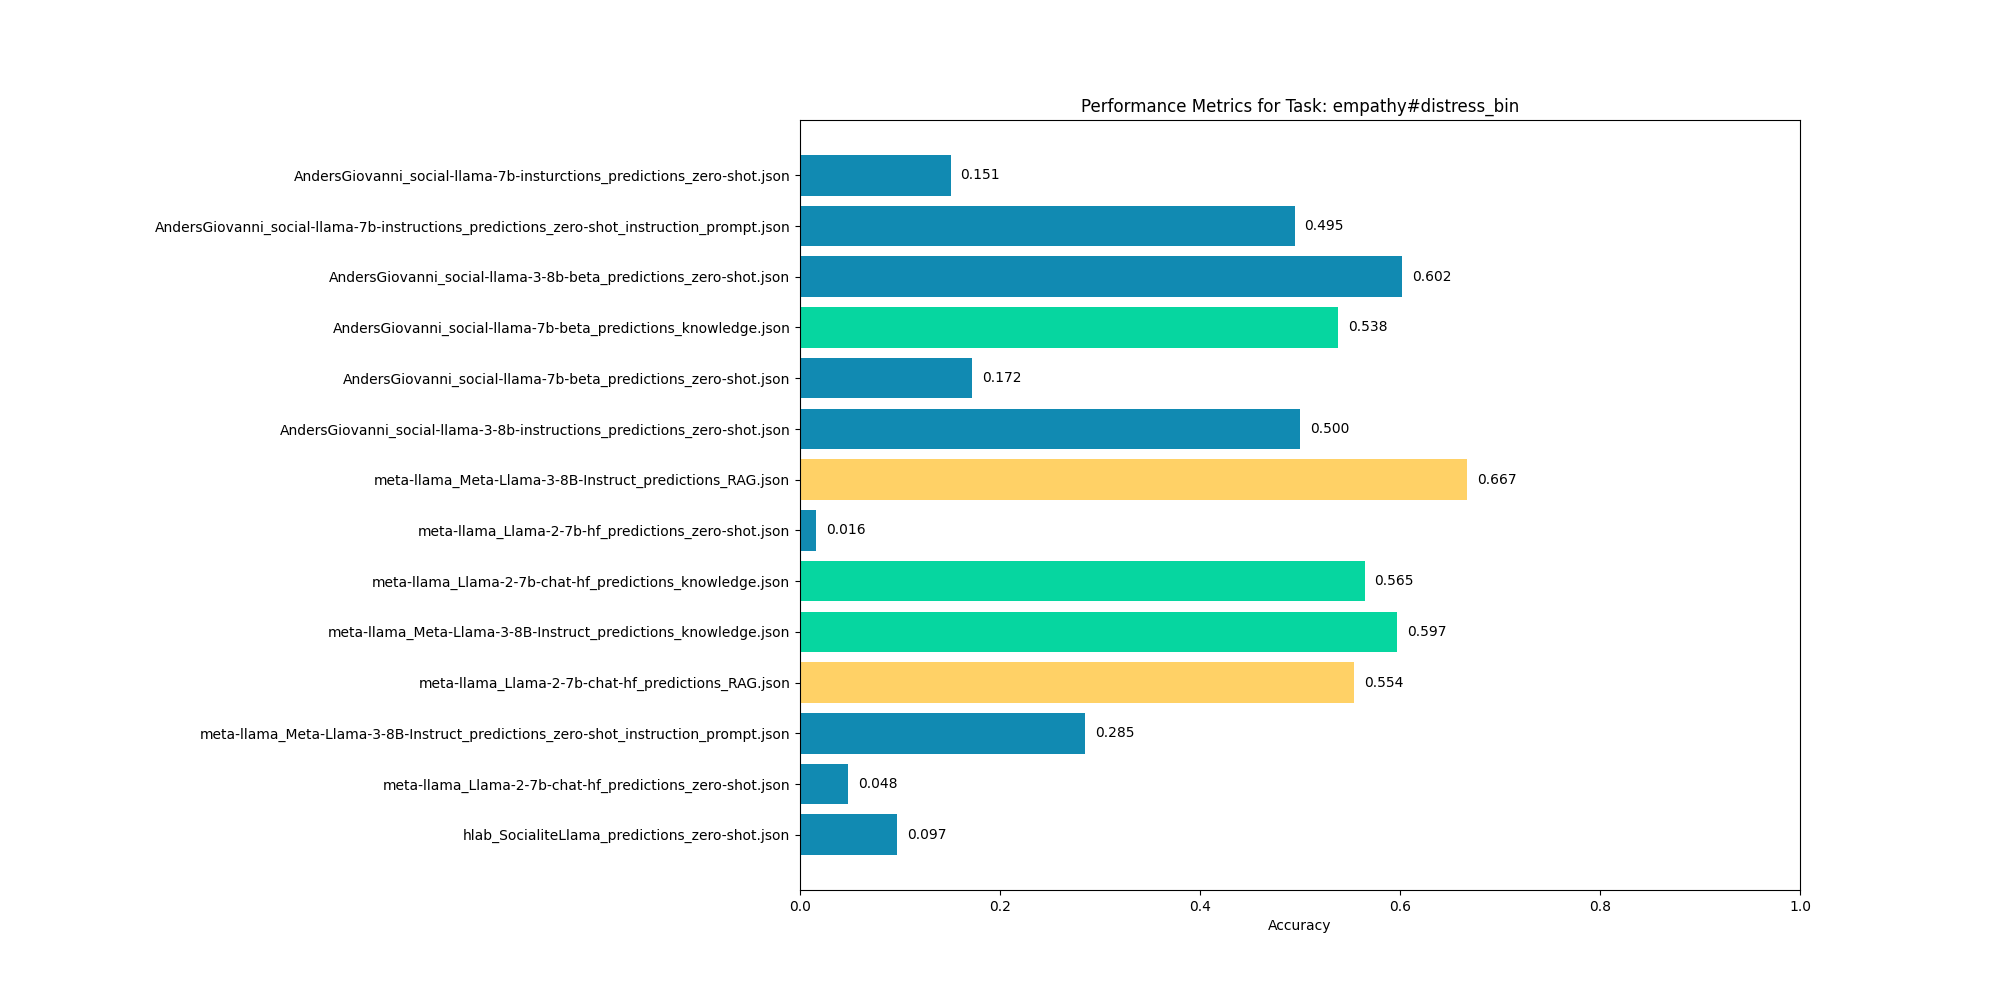 Performance Metrics for Task: empathy#distress_bin
AndersGiovanni_social-llama-7b-insturctions_predictions_zero-shot.json 0.151
AndersGiovanni_social-llama-7b-instructions_predictions_zero-shot_instruction_prompt.json 0.495
AndersGiovanni_social-llama-3-8b-beta_predictions_zero-shot.json 0.602
AndersGiovanni_social-llama-7b-beta_predictions_knowledge.json 0.538
AndersGiovanni_social-llama-7b-beta_predictions_zero-shot.json 0.172
AndersGiovanni_social-llama-3-8b-instructions_predictions_zero-shot.json 0.500
meta-llama_Meta-Llama-3-8B-Instruct_predictions_RAG.json 0.667
meta-llama_Llama-2-7b-hf_predictions_zero-shot.json 0.016
meta-llama_Llama-2-7b-chat-hf_predictions_knowledge.json 0.565
meta-llama_Meta-Llama-3-8B-Instruct_predictions_knowledge.json 0.597
meta-llama_Llama-2-7b-chat-hf_predictions_RAG.json 0.554
meta-llama_Meta-Llama-3-8B-Instruct_predictions_zero-shot_instruction_prompt.json 0.285
meta-llama_Llama-2-7b-chat-hf_predictions_zero-shot.json 0.048
hlab_SocialiteLlama_predictions_zero-shot.json 0.097
0.0 0.2 0.4 0.6 0.8 1.0
Accuracy